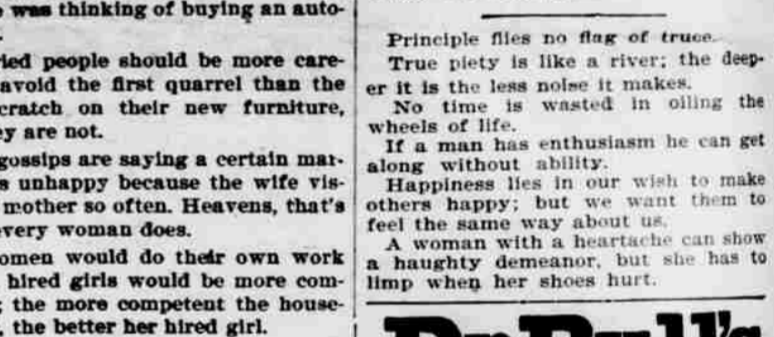 was thinking of buying an auto-
ied people should be more care-
avoid the first quarrel than the
cratch on their new furniture,
ey are not.
gossips are saying a certain mar-
s unhappy because the wife vis-
mother so often. Heavens, that's
very woman does.
omen would do their own work
hired girls would be more com-
; the more competent the house-
, the better her hired girl.
Principle flies no flag of truce.
True piety is like a river; the deep-
er it is the less noise it makes.
No time is wasted in oiling the
wheels of life.
If a man has enthusiasm he can get
along without ability.
Happiness lies in our wish to make
others happy; but we want them to
feel the same way about us.
A woman with a heartache can show
a haughty demeanor, but she has to
limp when her shoes hurt.
Dr Bull's